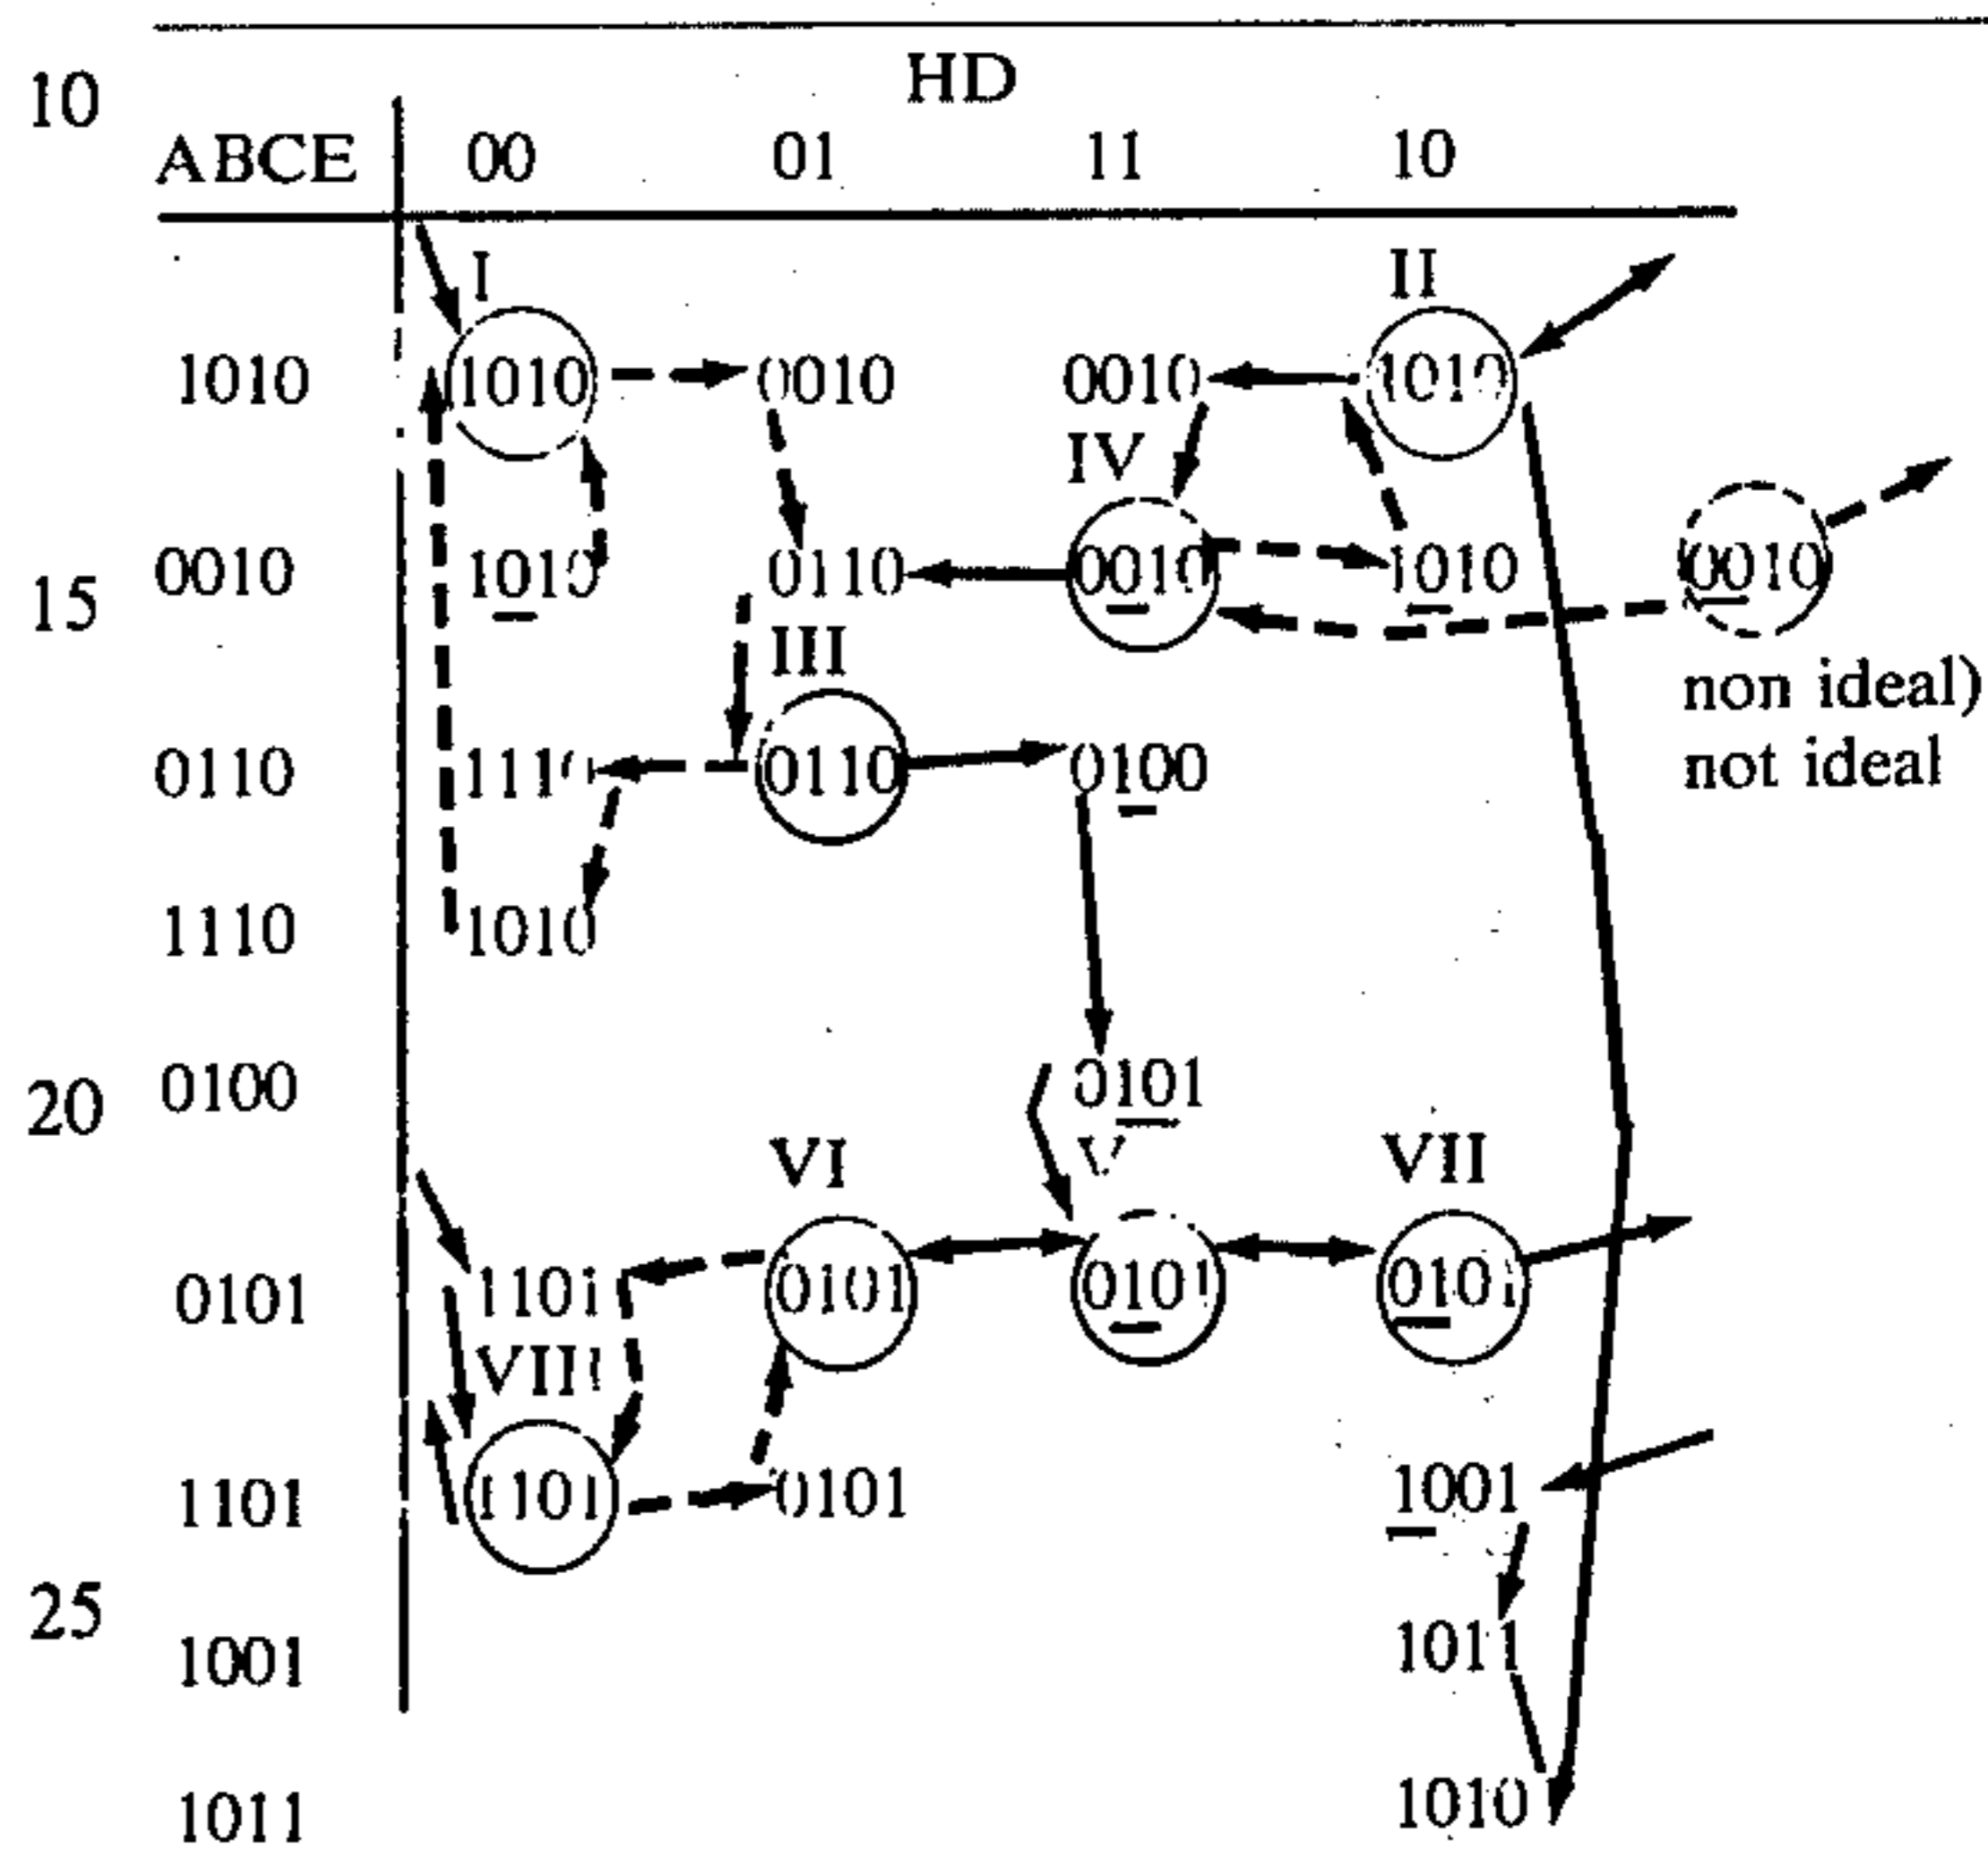 HD
10
ABCE 00 01 11 10
I II
1010 1010 0010 0010 1010
IV
15 0010 1010 0110 0010 1010 0010
III non ideal)
0110 1110 0110 0100 not ideal
1110 1010
20 0100 0101
VI V VII
0101 1101 0101 0101 0101
VIII
1101 1101 0101 1001
25
1001 1011
1011 1010